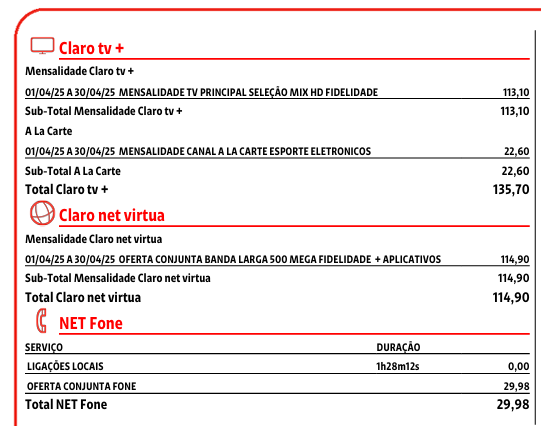 Claro tv +
Mensalidade Claro tv +
01/04/25 A 30/04/25 MENSALIDADE TV PRINCIPAL SELEÇÃO MIX HD FIDELIDADE 113,10
Sub-Total Mensalidade Claro tv + 113,10
A La Carte
01/04/25 A 30/04/25 MENSALIDADE CANAL A LA CARTE ESPORTE ELETRONICOS 22,60
Sub-Total A La Carte 22,60
Total Claro tv + 135,70
Claro net virtua
Mensalidade Claro net virtua
01/04/25 A 30/04/25 OFERTA CONJUNTA BANDA LARGA 500 MEGA FIDELIDADE + APLICATIVOS 114,90
Sub-Total Mensalidade Claro net virtua 114,90
Total Claro net virtua 114,90
NET Fone
SERVIÇO DURAÇÃO
LIGAÇÕES LOCAIS 1h28m12s 0,00
OFERTA CONJUNTA FONE 29,98
Total NET Fone 29,98